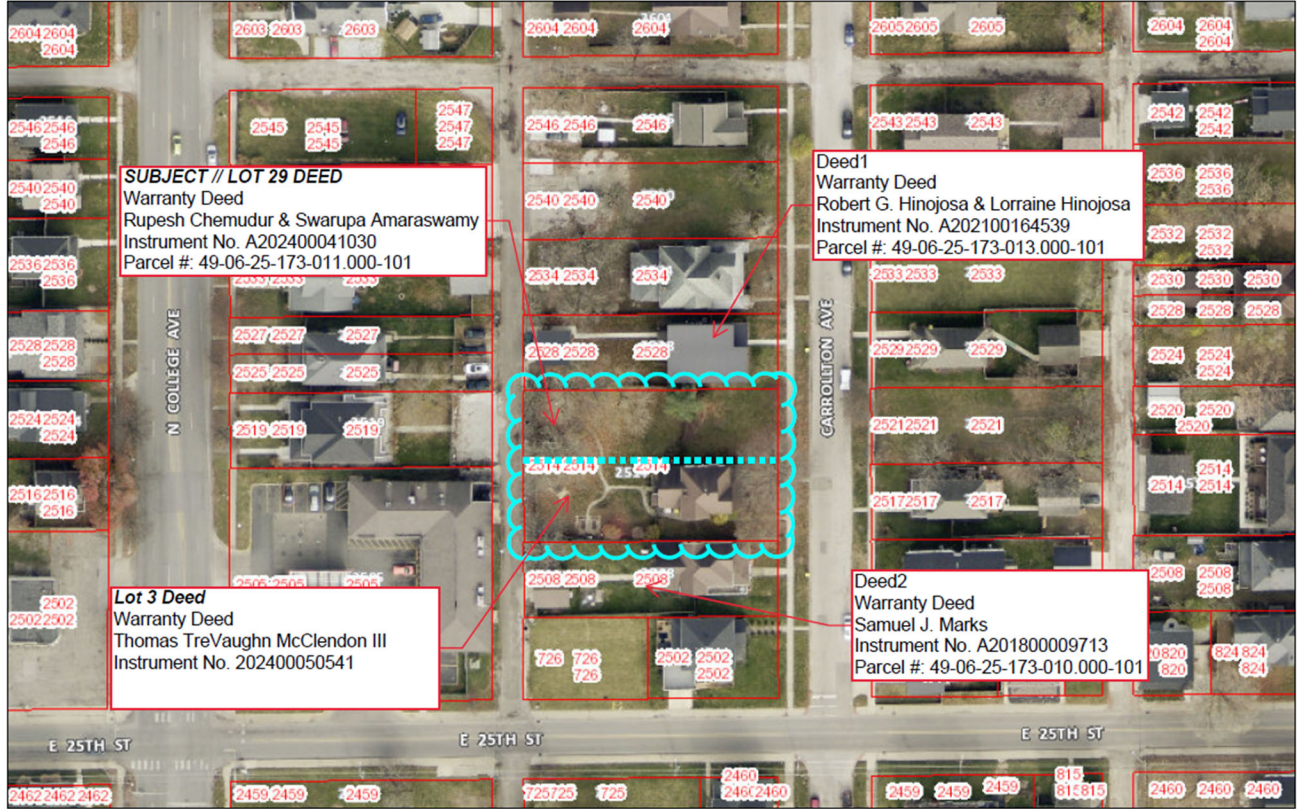 2604 2604
2604
2603 2603 2603
2604 2604 2604
2605 2605 2605
2604 2604
2604
2546 2546
2546
2545 2545
2545
2547
2547
2547
2546 2546 2546
2543 2543 2543
2542 2542
2542
SUBJECT // LOT 29 DEED
Warranty Deed
Rupesh Chemudur & Swarupa Amaraswamy
Instrument No. A202400041030
Parcel #: 49-06-25-173-011.000-101
Deed1
Warranty Deed
Robert G. Hinojosa & Lorraine Hinojosa
Instrument No. A202100164539
Parcel #: 49-06-25-173-013.000-101
2540 2540
2540
2540 2540
2536 2536
2536
2532 2532
2532
2536 2536
2536
2534 2534 2534
2533 2533 2533
2533 2533 2533
2530 2530 2530
2528 2528 2528
2528 2528
2528
2527 2527 2527
2525 2525 2525
2528 2528 2528
2529 2529 2529
2524 2524
2524
N COLLEGE AVE
CARROLLTON AVE
2524 2524
2524
2519 2519 2519
2521 2521 2521
2520 2520
2520
2514 2514 2514
2516 2516
2516
2517 2517 2517
2514 2514
2514
2505 2505 2505
2508 2508 2508
2508 2508
2508
2502
2502 2502
Lot 3 Deed
Warranty Deed
Thomas TreVaughn McClendon III
Instrument No. 202400050541
Deed2
Warranty Deed
Samuel J. Marks
Instrument No. A201800009713
Parcel #: 49-06-25-173-010.000-101
726 726
726
2502 2502
2502
820
820
824 824
824
E 25TH ST
E 25TH ST
E 25TH ST
2462 2462 2462
2459 2459 2459
725 725 725
2460
2460 2460
2459 2459 2459
815
815 815
2460 2460 2460